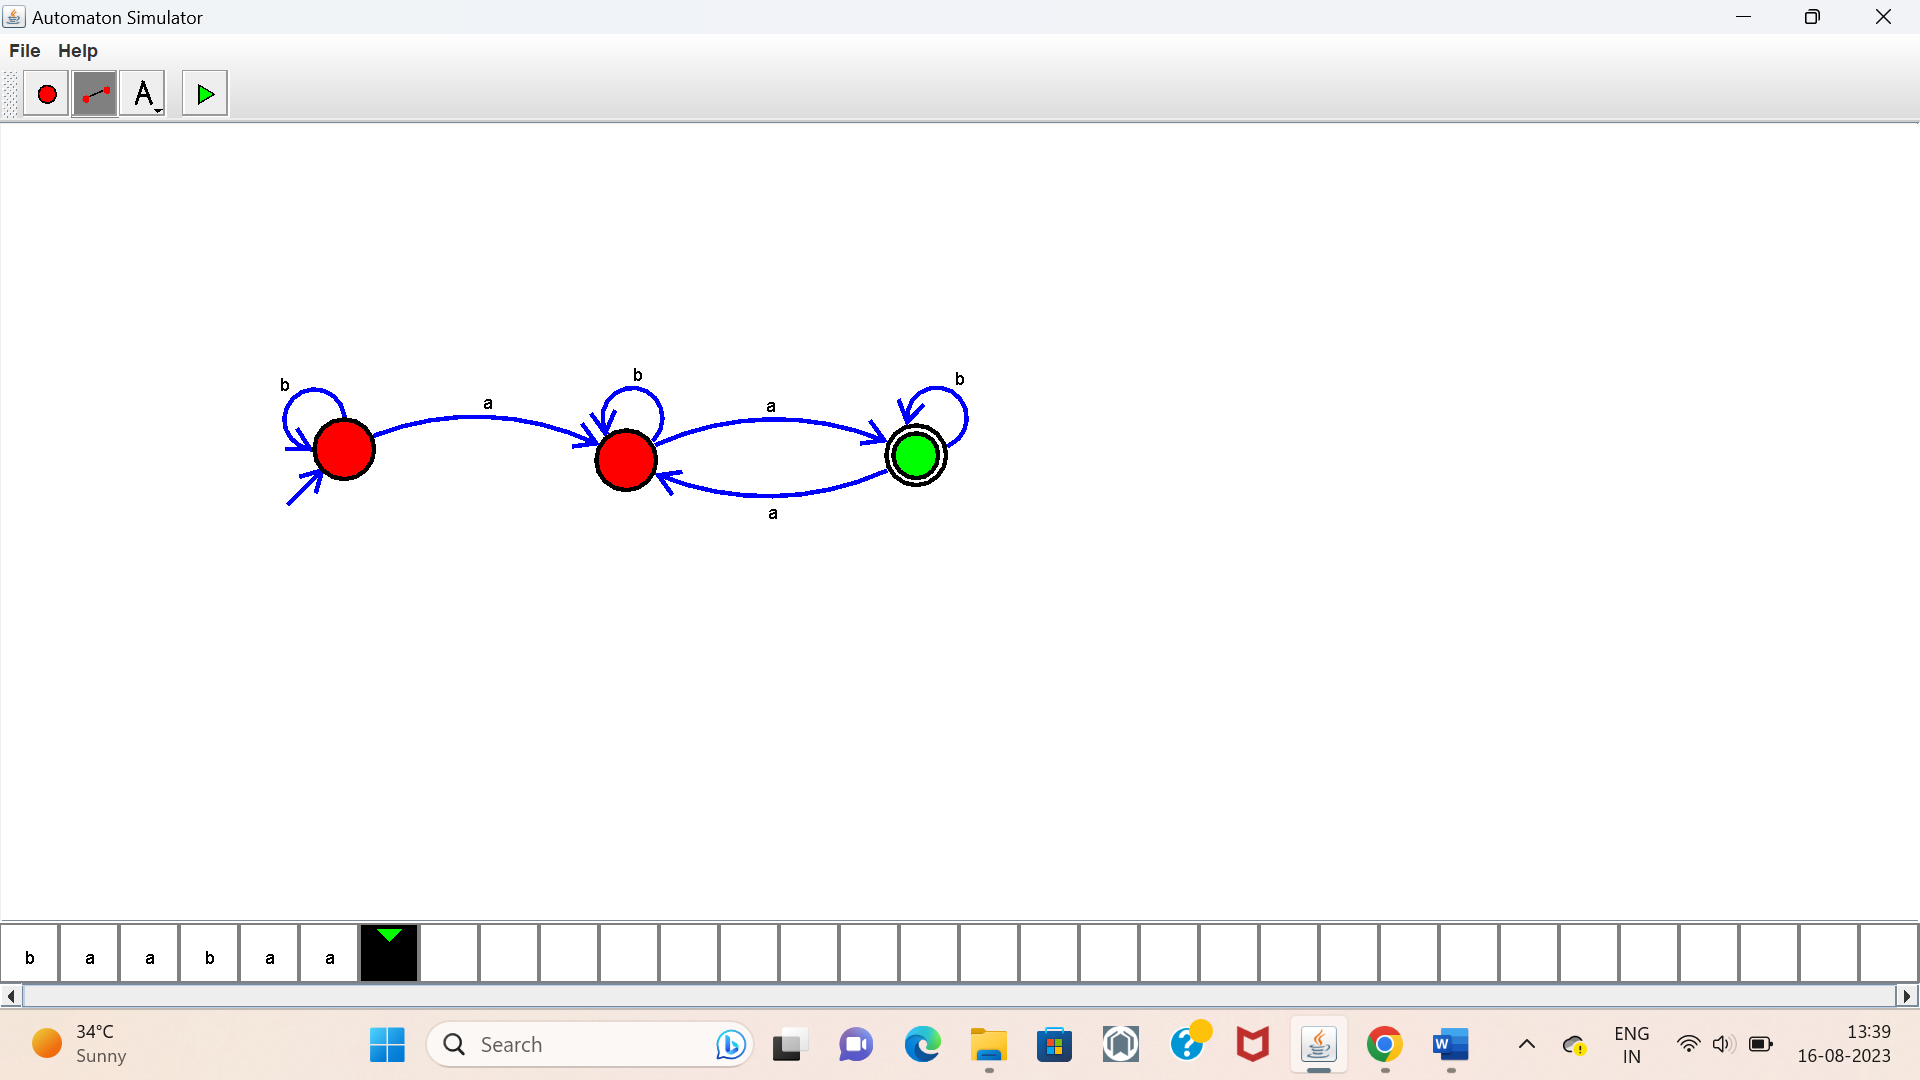 Automaton Simulator
File Help
A
b
b
b
a
a
a
b a a b a a
34°C
Sunny
Search
W
ENG
IN
13:39
16-08-2023